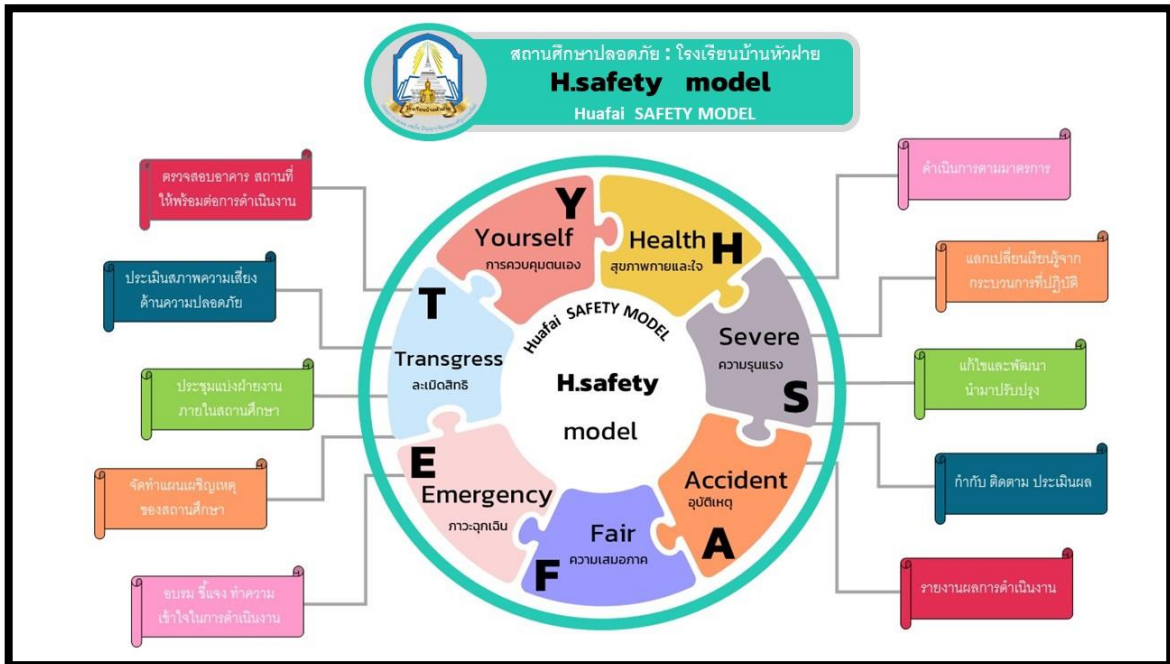 สถานศึกษาปลอดภัย : โรงเรียนบ้านหัวฝาย
H.safety model
Huafai SAFETY MODEL
โรงเรียนบ้านหัวฝาย
ตรวจสอบอาคาร สถานที่
ให้พร้อมต่อการดำเนินงาน
ประเมินสภาพความเสี่ยง
ด้านความปลอดภัย
ประชุมแบ่งฝ่ายงาน
ภายในสถานศึกษา
จัดทำแผนเผชิญเหตุ
ของสถานศึกษา
อบรม ชี้แจง ทำความ
เข้าใจในการดำเนินงาน
Y
Yourself
การควบคุมตนเอง
H
Health
สุขภาพกายและใจ
T
Transgress
ละเมิดสิทธิ
Severe
ความรุนแรง
S
Huafai SAFETY MODEL
H.safety
model
E
Emergency
ภาวะฉุกเฉิน
Fair
ความเสมอภาค
F
Accident
อุบัติเหตุ
A
ดำเนินการตามมาตรการ
แลกเปลี่ยนเรียนรู้จาก
กระบวนการที่ปฏิบัติ
แก้ไขและพัฒนา
นำมาปรับปรุง
กำกับ ติดตาม ประเมินผล
รายงานผลการดำเนินงาน